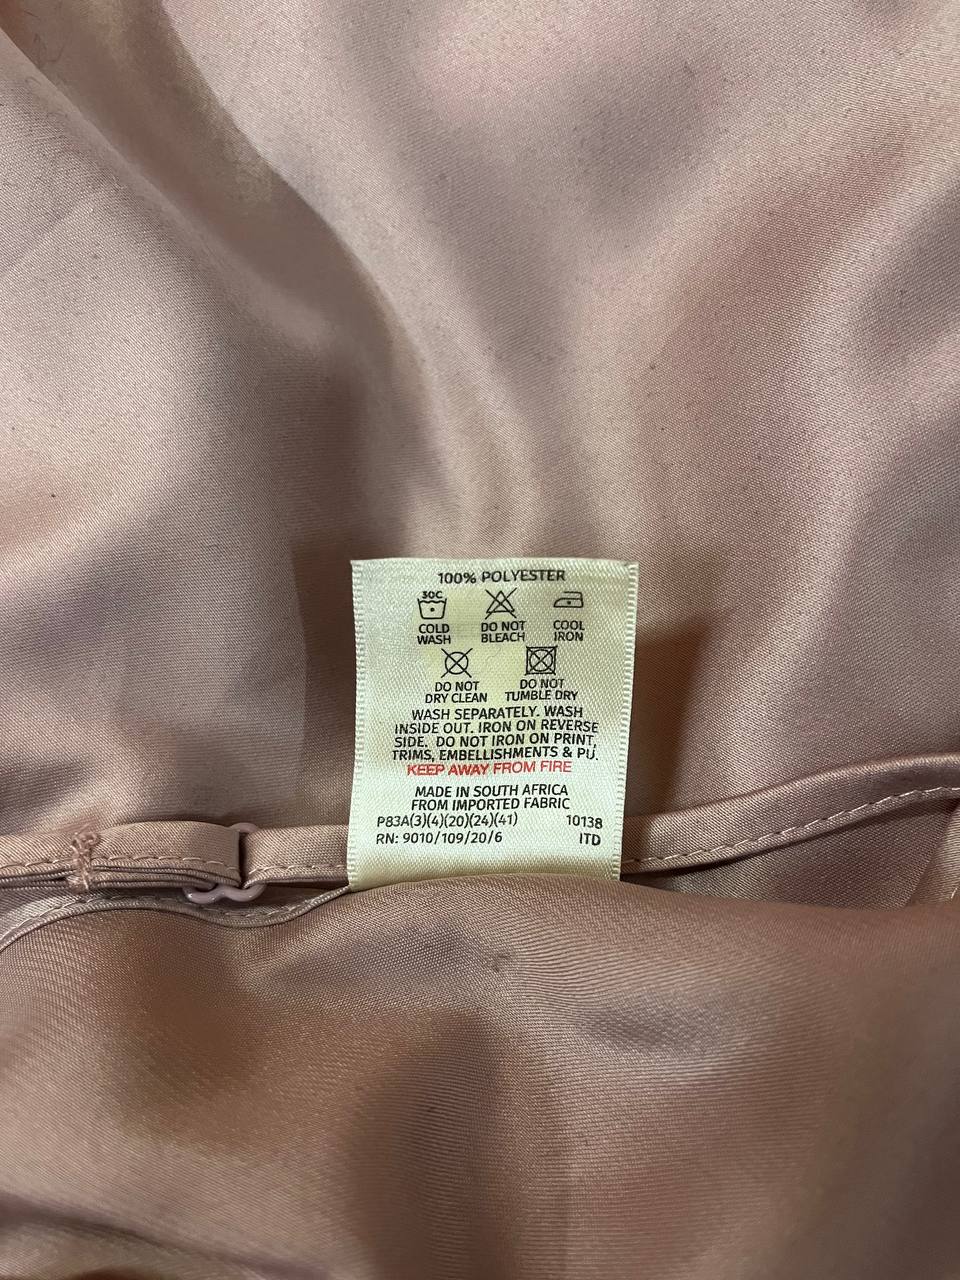 100% POLYESTER
30C
COLD WASH
DO NOT BLEACH
COOL IRON
DO NOT DRY CLEAN
DO NOT TUMBLE DRY
WASH SEPARATELY. WASH
INSIDE OUT. IRON ON REVERSE
SIDE. DO NOT IRON ON PRINT,
TRIMS, EMBELLISHMENTS & PU.
KEEP AWAY FROM FIRE
MADE IN SOUTH AFRICA
FROM IMPORTED FABRIC
P83A(3)(4)(20)(24)(41) 10138
RN: 9010/109/20/6 ITD